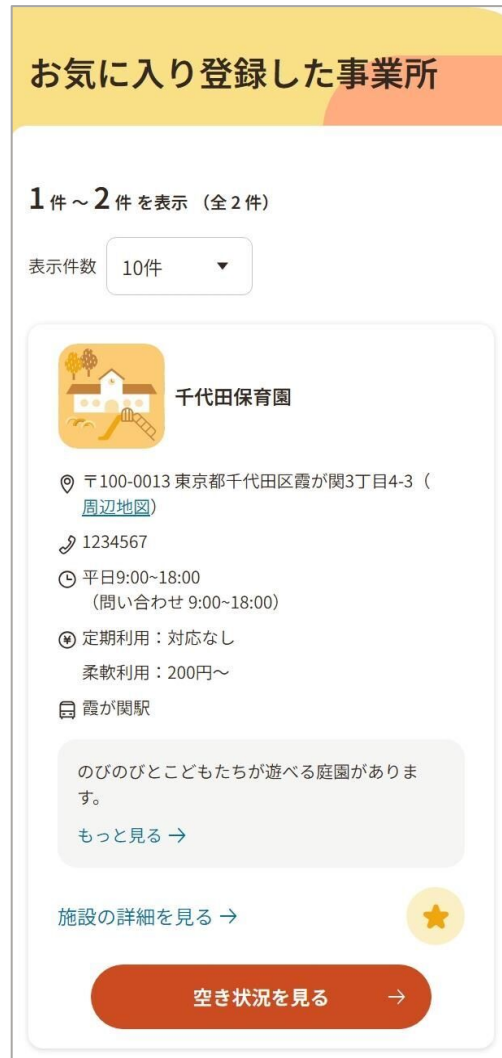 お気に入り登録した事業所
1件～2件を表示（全2件）
表示件数 10件
千代田保育園
〒100-0013 東京都千代田区霞が関3丁目4-3（
周辺地図）
1234567
平日9:00~18:00
（問い合わせ 9:00~18:00）
定期利用：対応なし
柔軟利用：200円～
霞が関駅
のびのびとこどもたちが遊べる庭園がありま
す。
もっと見る →
施設の詳細を見る →
空き状況を見る →